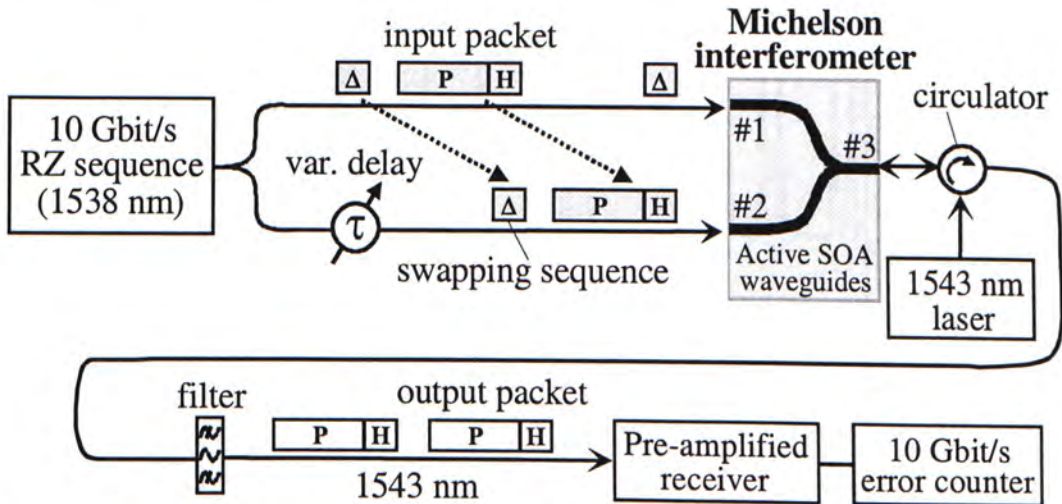 input packet
Michelson
interferometer
Δ
P H
Δ
circulator
10 Gbit/s
RZ sequence
(1538 nm)
#1
#3
var. delay
τ
Δ
P H
#2
swapping sequence
Active SOA
waveguides
1543 nm
laser
filter
output packet
P H
P H
1543 nm
Pre-amplified
receiver
10 Gbit/s
error counter